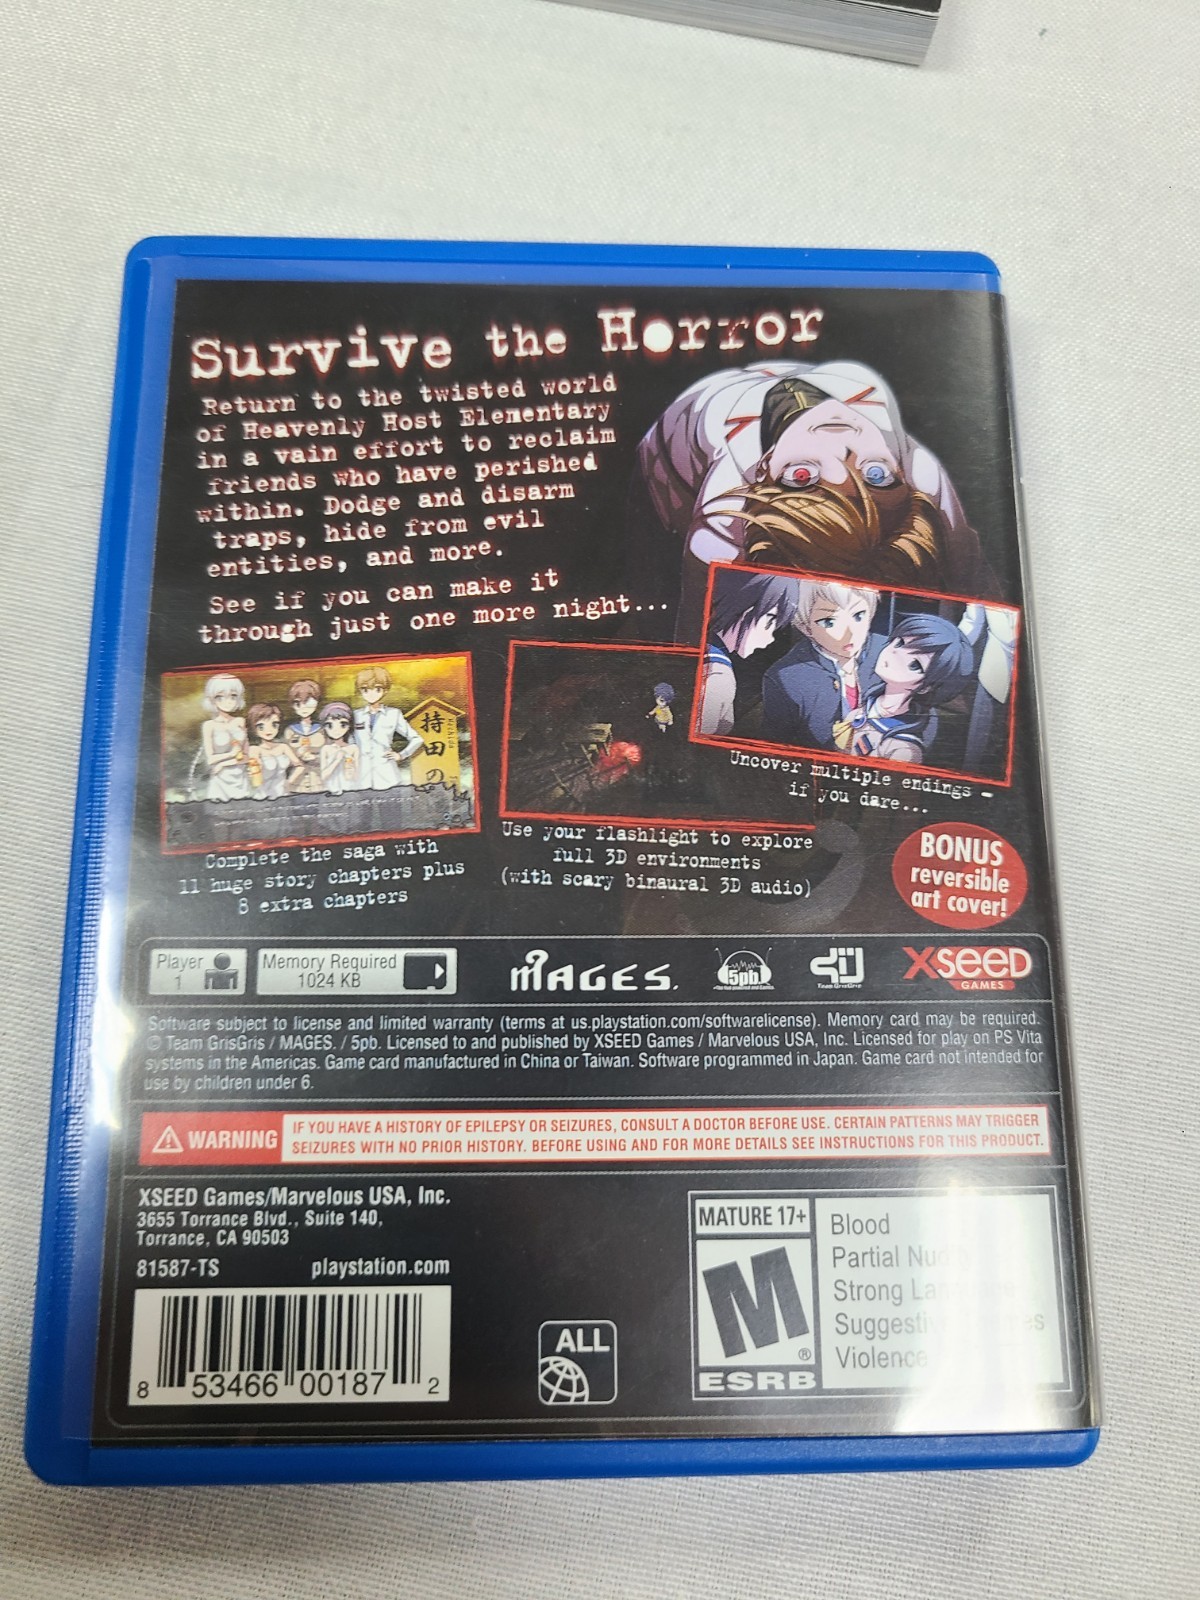 Survive the Horror
Return to the twisted world
of Heavenly Host Elementary
in a vain effort to reclaim
friends who have perished
within. Dodge and disarm
traps, hide from evil
entities, and more.
See if you can make it
through just one more night...
持田の
Complete the saga with
11 huge story chapters plus
8 extra chapters
Use your flashlight to explore
full 3D environments
(with scary binaural 3D audio)
Uncover multiple endings –
if you dare...
BONUS
reversible
art cover!
Player
1
Memory Required
1024 KB
MAGES.
5pb.
Team GrisGris
XSEED
GAMES
Software subject to license and limited warranty (terms at us.playstation.com/softwarelicense). Memory card may be required.
© Team GrisGris / MAGES. / 5pb. Licensed to and published by XSEED Games / Marvelous USA, Inc. Licensed for play on PS Vita
systems in the Americas. Game card manufactured in China or Taiwan. Software programmed in Japan. Game card not intended for
use by children under 6.
WARNING
IF YOU HAVE A HISTORY OF EPILEPSY OR SEIZURES, CONSULT A DOCTOR BEFORE USE. CERTAIN PATTERNS MAY TRIGGER
SEIZURES WITH NO PRIOR HISTORY. BEFORE USING AND FOR MORE DETAILS SEE INSTRUCTIONS FOR THIS PRODUCT.
XSEED Games/Marvelous USA, Inc.
3655 Torrance Blvd., Suite 140,
Torrance, CA 90503
81587-TS playstation.com
8 53466 00187 2
ALL
MATURE 17+
M
®
ESRB
Blood
Partial Nudity
Strong Language
Suggestive Themes
Violence